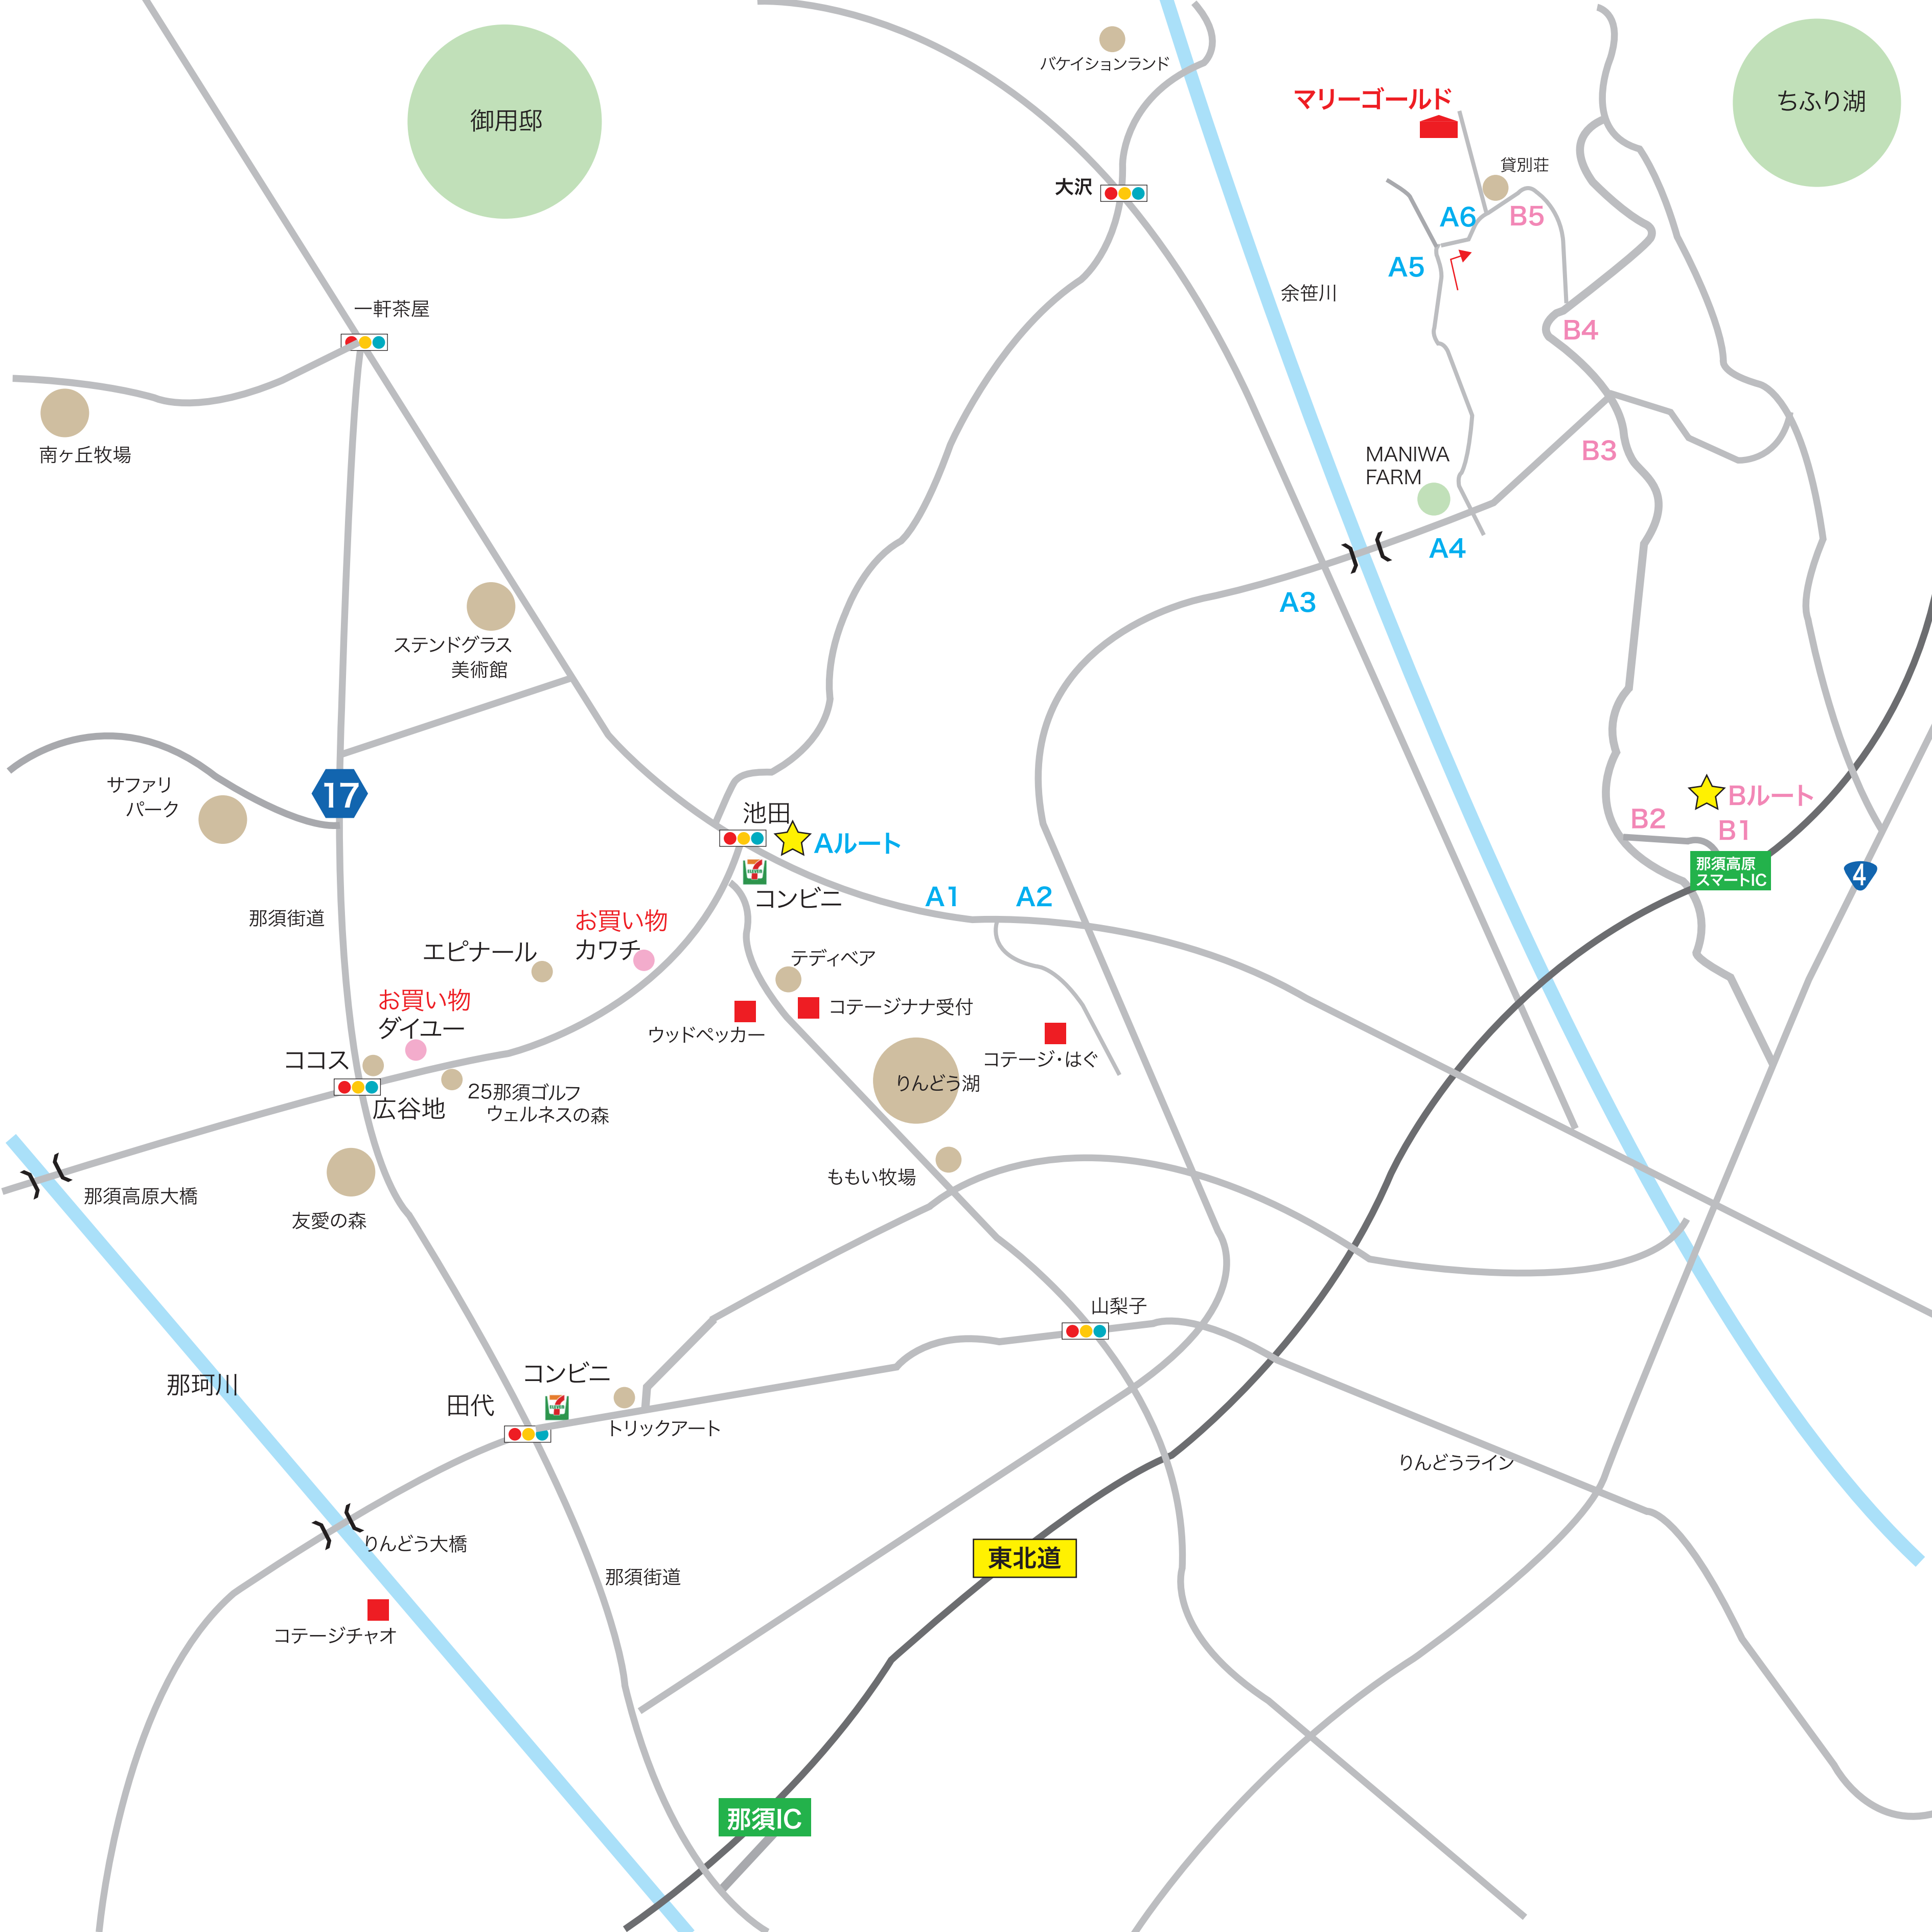 バケイションランド
マリーゴールド
御用邸
ちふり湖
貸別荘
大沢
A6
B5
A5
余笹川
一軒茶屋
B4
南ヶ丘牧場
MANIWA
FARM
B3
A4
A3
ステンドグラス
美術館
サファリ
パーク
17
池田
Aルート
Bルート
B2
B1
那須高原
スマートIC
4
7
ELEVEN
コンビニ
A1
A2
那須街道
お買い物
カワチ
エピナール
テディベア
お買い物
ダイユー
コテージナナ受付
ウッドペッカー
ココス
コテージ・はぐ
りんどう湖
25那須ゴルフ
ウェルネスの森
広谷地
ももい牧場
那須高原大橋
友愛の森
山梨子
那珂川
コンビニ
田代
7
ELEVEN
トリックアート
りんどうライン
りんどう大橋
東北道
那須街道
コテージチャオ
那須IC